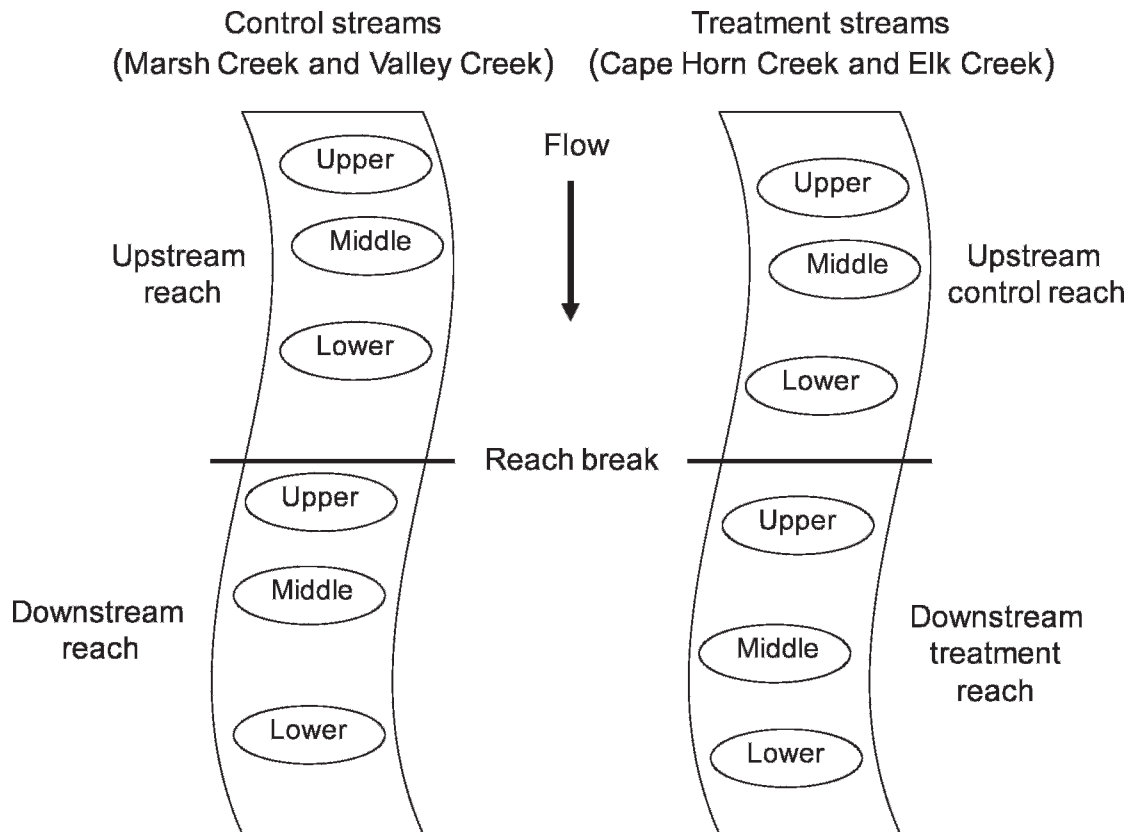 Control streams
(Marsh Creek and Valley Creek)
Treatment streams
(Cape Horn Creek and Elk Creek)
Flow
Upstream
reach
Upper
Middle
Lower
Upper
Middle
Lower
Upstream
control reach
Reach break
Downstream
reach
Upper
Middle
Lower
Upper
Middle
Lower
Downstream
treatment
reach